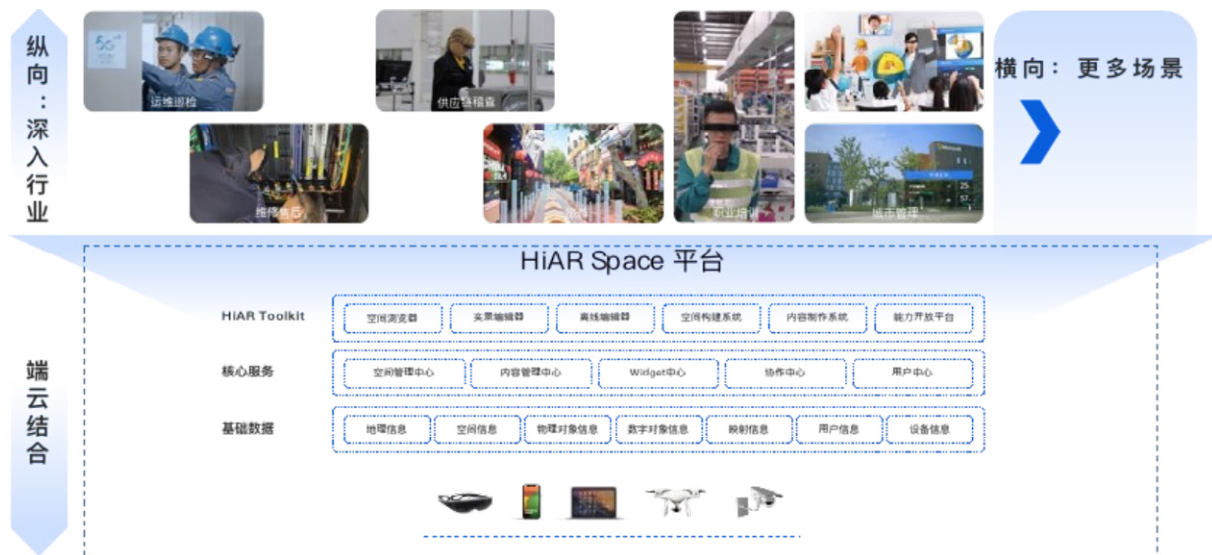 纵向：深入行业
运维巡检
供应链稽查
横向：更多场景
维修售后
职业培训
城市管理
HiAR Space 平台
HiAR Toolkit
空间浏览器
实景编辑器
离线编辑器
空间构建系统
内容制作系统
能力开放平台
端云结合
核心服务
空间管理中心
内容管理中心
Widget中心
协作中心
用户中心
基础数据
地理信息
空间信息
物理对象信息
数字对象信息
映射信息
用户信息
设备信息